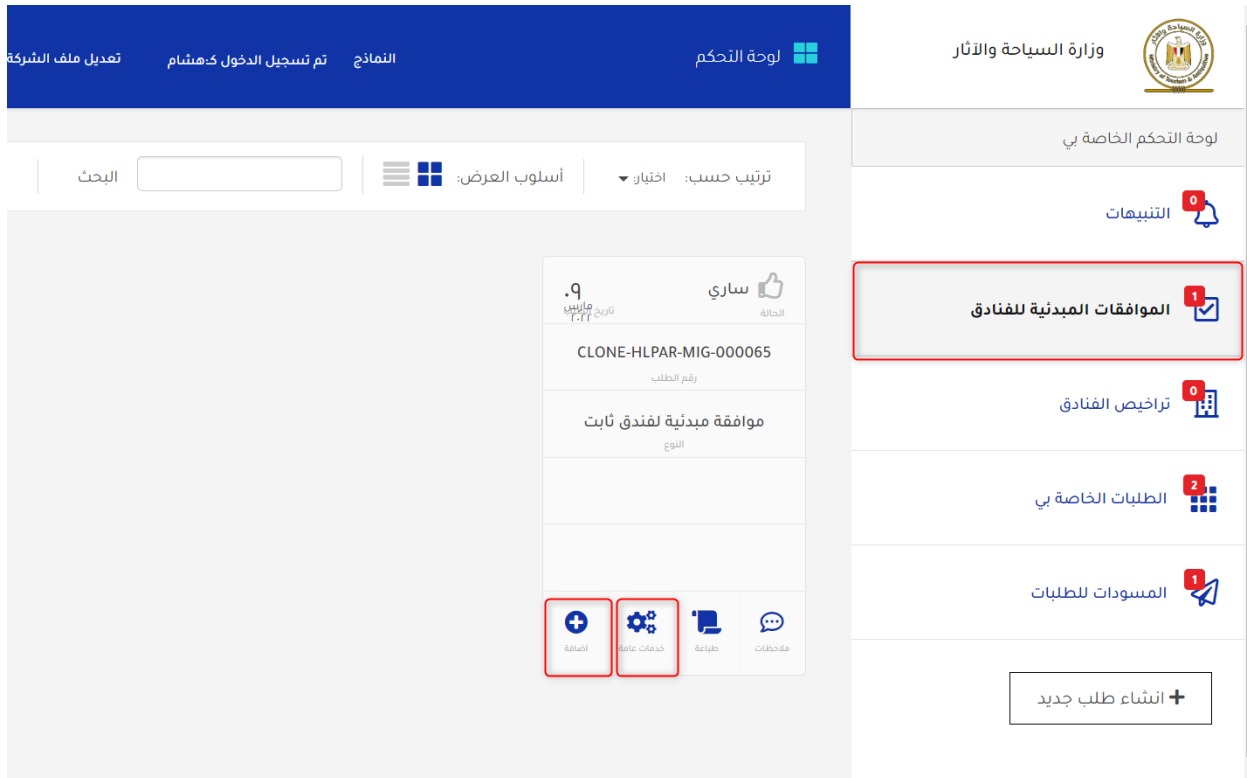 وزارة السياحة والآثار
لوحة التحكم
النماذج
تم تسجيل الدخول كـ:هشام
تعديل ملف الشركة
لوحة التحكم الخاصة بي
0
التنبيهات
1
الموافقات المبدئية للفنادق
0
تراخيص الفنادق
2
الطلبات الخاصة بي
1
المسودات للطلبات
انشاء طلب جديد
ترتيب حسب: اختيار:
أسلوب العرض:
البحث
ساري
الحالة
٠٩
مارس
٢٠٢٢
تاريخ
CLONE-HLPAR-MIG-000065
رقم الطلب
موافقة مبدئية لفندق ثابت
النوع
ملاحظات
طباعة
خدمات عامة
اضافة